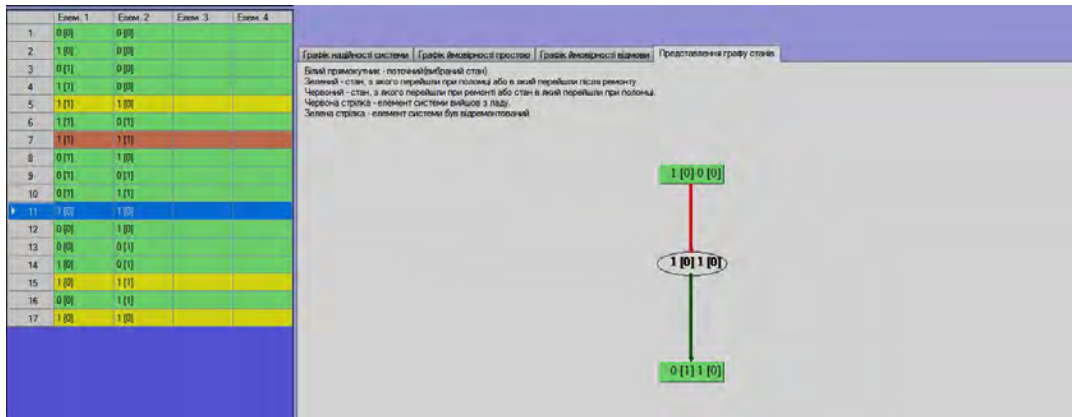 Елем. 1 Елем. 2 Елем. 3 Елем. 4
1 0 [0] 0 [0]
2 1 [0] 0 [0]
3 0 [1] 0 [0]
4 1 [1] 0 [0]
5 1 [1] 1 [0]
6 1 [1] 0 [1]
7 1 [1] 1 [1]
8 0 [1] 1 [0]
9 0 [1] 0 [1]
10 0 [1] 1 [1]
11 1 [0] 1 [0]
12 0 [0] 1 [0]
13 0 [0] 0 [1]
14 1 [0] 0 [1]
15 1 [0] 1 [1]
16 0 [0] 1 [1]
17 1 [0] 1 [0]
Графік надійності системи Графік ймовірності простою Графік ймовірності відмови Представлення графу станів
Білий прямокутник - поточний(вибраний стан)
Зелений - стан, з якого перейшли при поломці або в який перейшли після ремонту.
Червоний - стан, з якого перейшли при ремонті або стан в який перейшли при поломці.
Червона стрілка - елемент системи вийшов з ладу.
Зелена стрілка - елемент системи був відремонтований
1 [0] 0 [0]
1 [0] 1 [0]
0 [1] 1 [0]